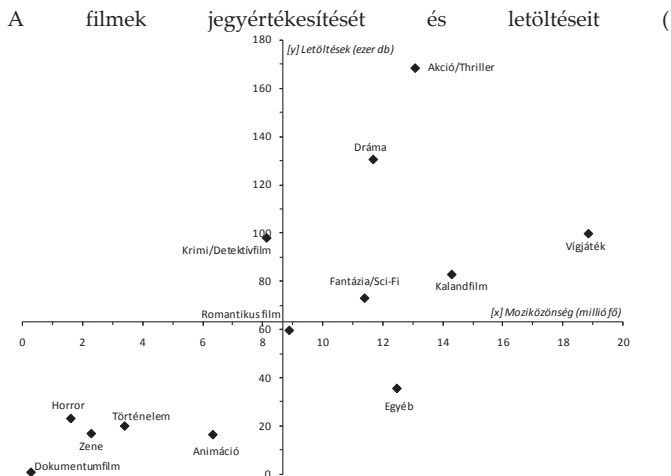 A filmek jegyértékesítését és letöltéseit (
180
[y] Letöltések (ezer db)
160
Akció/Thriller
140
Dráma
120
100
Krimi/Detektívfilm
Vígjáték
80
Fantázia/Sci-Fi
Kalandfilm
Romantikus film
[x] Moziközönség (millió fő)
0 2 4 6 8 10 12 14 16 18 20
60
40
Horror
Történelem
Egyéb
20
Zene
Animáció
Dokumentumfilm
0